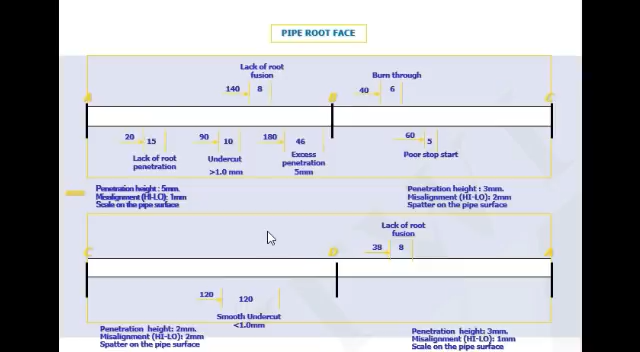 PIPE ROOT FACE
Lack of root
fusion
140 8
Burn through
40 6
A B C
20 15
90 10
180 46
60 5
Lack of root
penetration
Undercut
>1.0 mm
Excess
penetration
5mm
Poor stop start
Penetration height : 5mm.
Misalignment (HI-LO): 1mm
Scale on the pipe surface
Penetration height : 3mm.
Misalignment (HI-LO): 2mm
Spatter on the pipe surface
Lack of root
fusion
38 8
C D A
120 120
Smooth Undercut
<1.0mm
Penetration height: 2mm.
Misalignment (HI-LO): 2mm
Spatter on the pipe surface
Penetration height: 3mm.
Misalignment (HI-LO): 1mm
Scale on the pipe surface